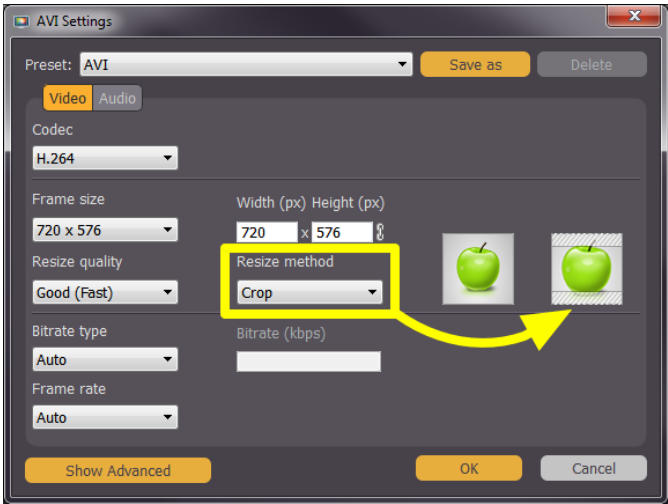 AVI Settings
Preset: AVI Save as Delete
Video Audio
Codec
H.264
Frame size Width (px) Height (px)
720 x 576 720 x 576
Resize quality Resize method
Good (Fast) Crop
Bitrate type Bitrate (kbps)
Auto
Frame rate
Auto
Show Advanced OK Cancel